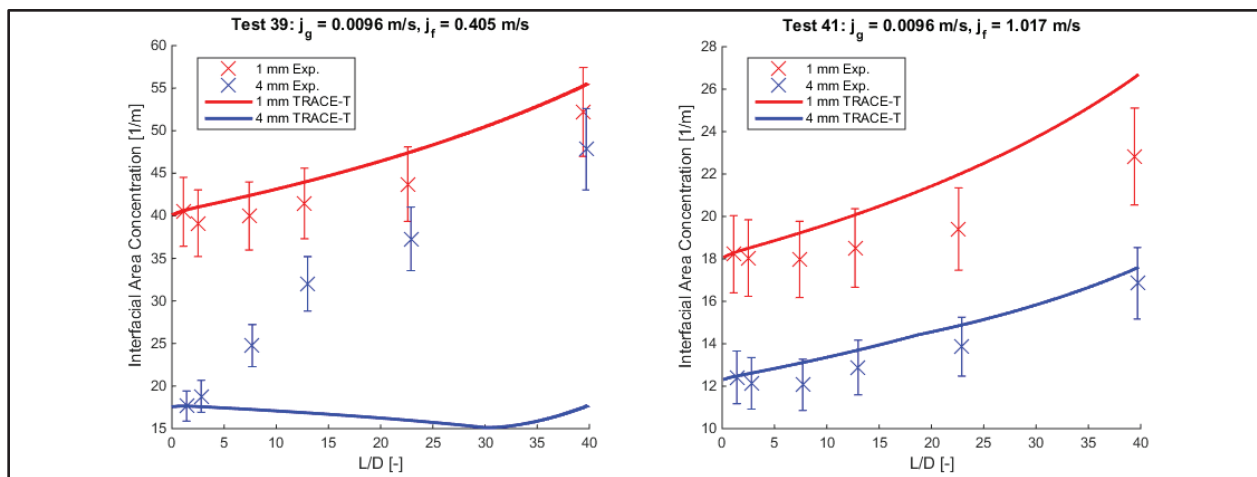 Test 39: j_g = 0.0096 m/s, j_f = 0.405 m/s
60
55
50
45
40
35
30
25
20
15
Interfacial Area Concentration [1/m]
1 mm Exp.
4 mm Exp.
1 mm TRACE-T
4 mm TRACE-T
0 5 10 15 20 25 30 35 40
L/D [-]
Test 41: j_g = 0.0096 m/s, j_f = 1.017 m/s
28
26
24
22
20
18
16
14
12
10
Interfacial Area Concentration [1/m]
1 mm Exp.
4 mm Exp.
1 mm TRACE-T
4 mm TRACE-T
0 5 10 15 20 25 30 35 40
L/D [-]